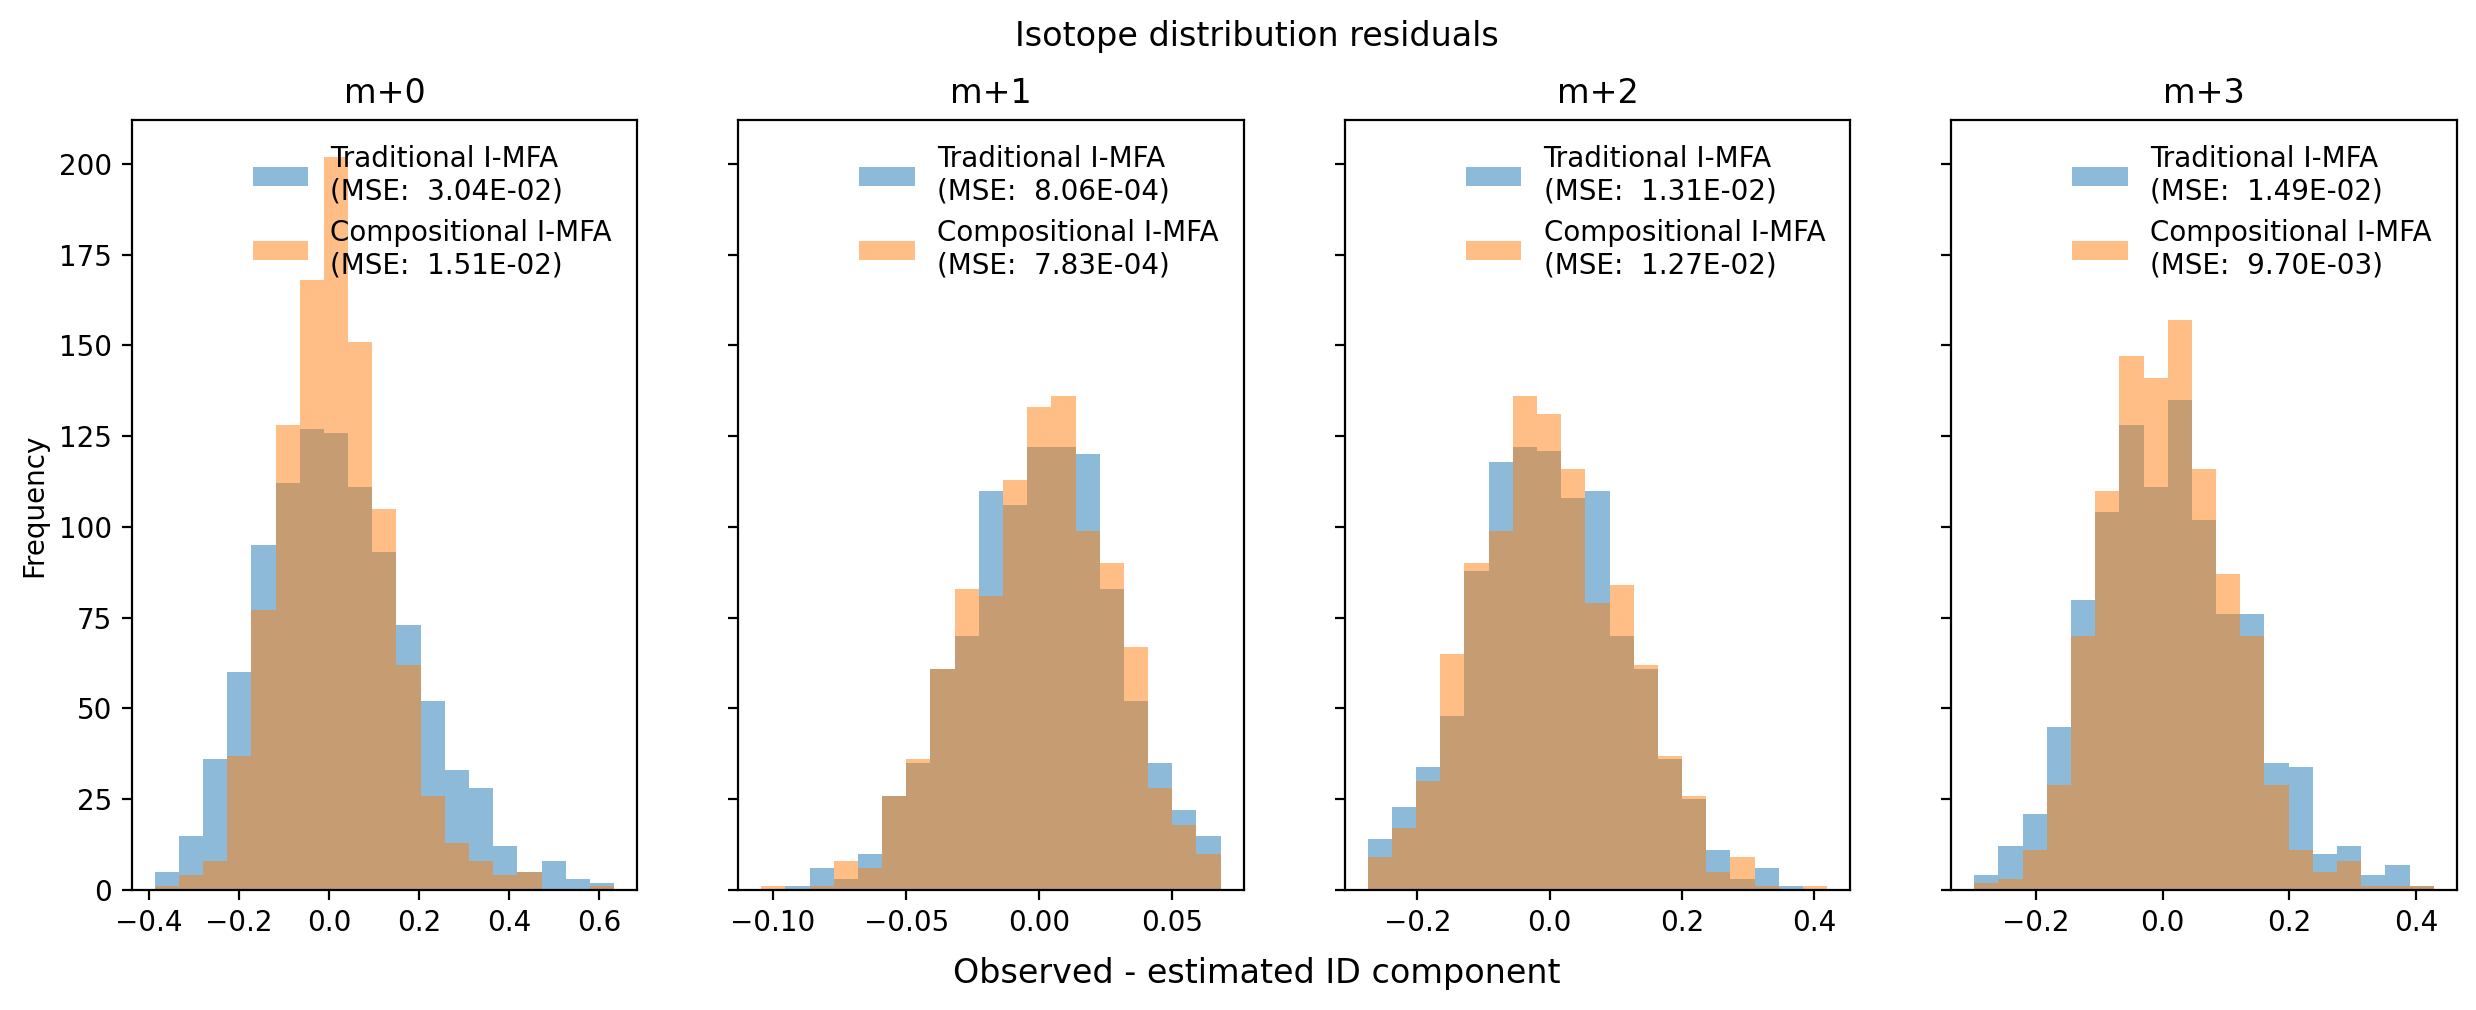 Isotope distribution residuals
m+0
m+1
m+2
m+3
Traditional I-MFA
(MSE:  3.04E-02)
Compositional I-MFA
(MSE:  1.51E-02)
Traditional I-MFA
(MSE:  8.06E-04)
Compositional I-MFA
(MSE:  7.83E-04)
Traditional I-MFA
(MSE:  1.31E-02)
Compositional I-MFA
(MSE:  1.27E-02)
Traditional I-MFA
(MSE:  1.49E-02)
Compositional I-MFA
(MSE:  9.70E-03)
Frequency
200
175
150
125
100
75
50
25
0
−0.4 −0.2 0.0 0.2 0.4 0.6
−0.10 −0.05 0.00 0.05
−0.2 0.0 0.2 0.4
−0.2 0.0 0.2 0.4
Observed - estimated ID component